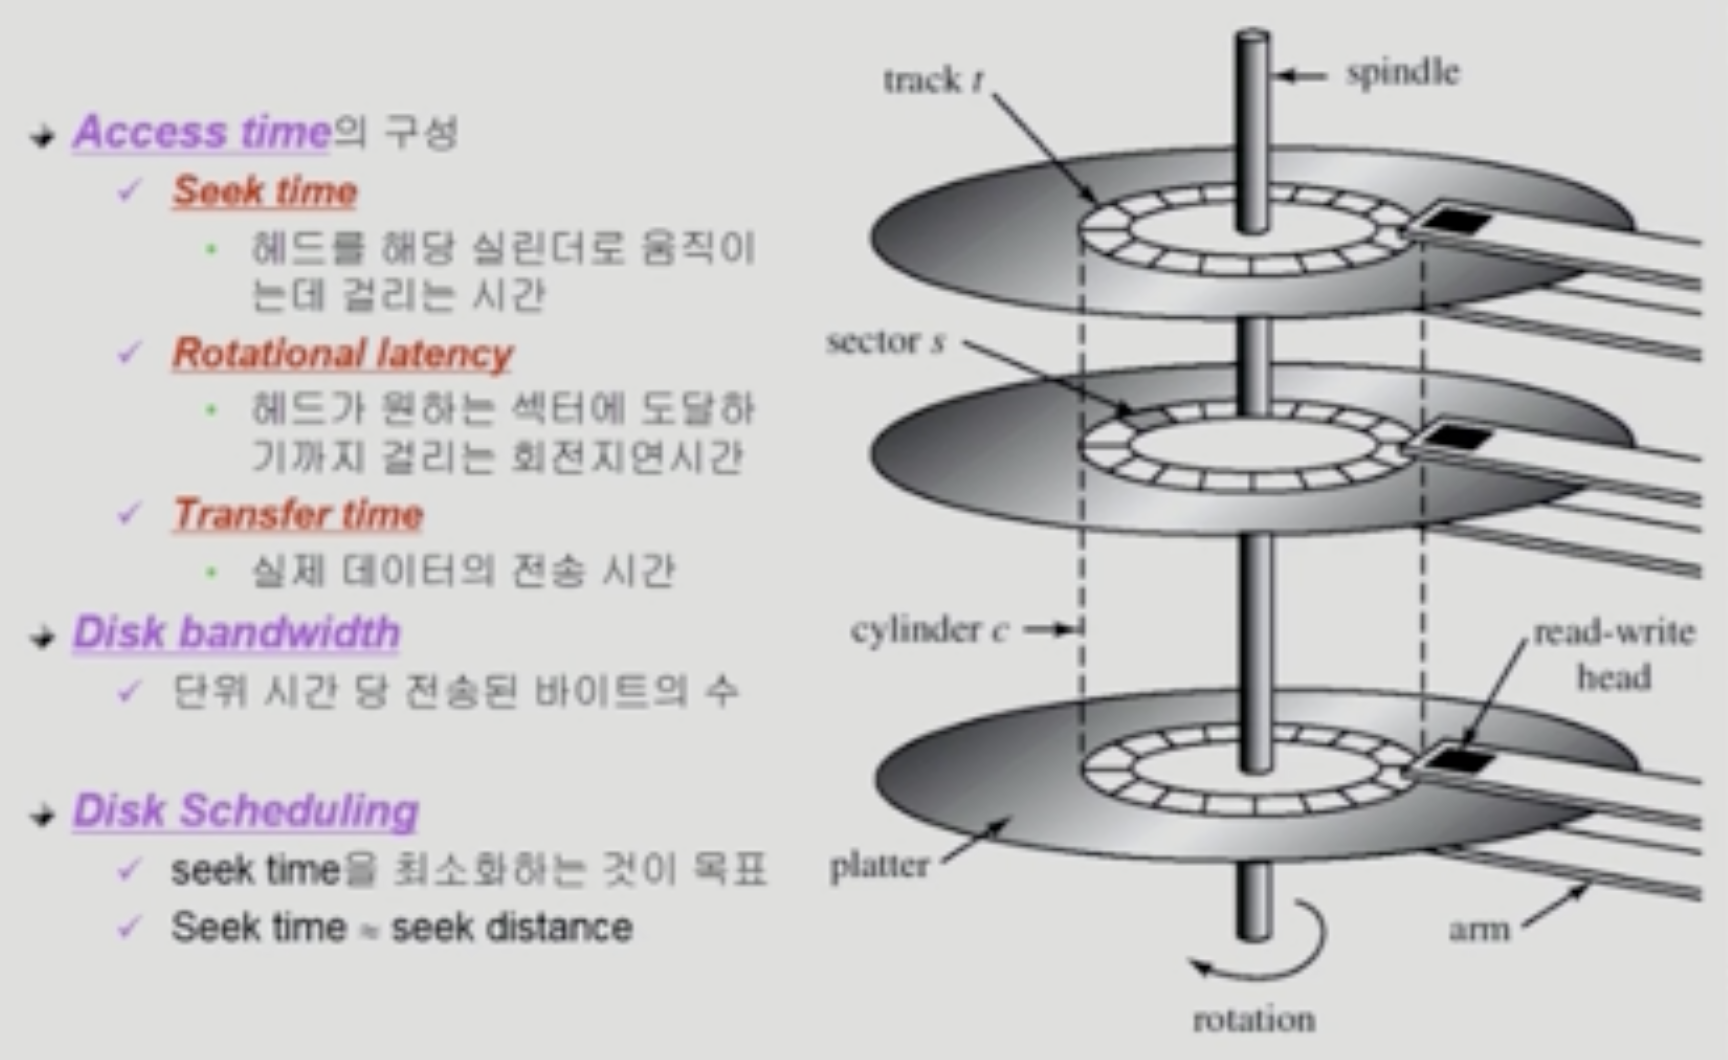 Access time의 구성
Seek time
헤드를 해당 실린더로 움직이
는데 걸리는 시간
Rotational latency
헤드가 원하는 섹터에 도달하
기까지 걸리는 회전지연시간
Transfer time
실제 데이터의 전송 시간
Disk bandwidth
단위 시간 당 전송된 바이트의 수
Disk Scheduling
seek time을 최소화하는 것이 목표
Seek time ≈ seek distance
track t
spindle
sector s
cylinder c
read-write
head
platter
arm
rotation